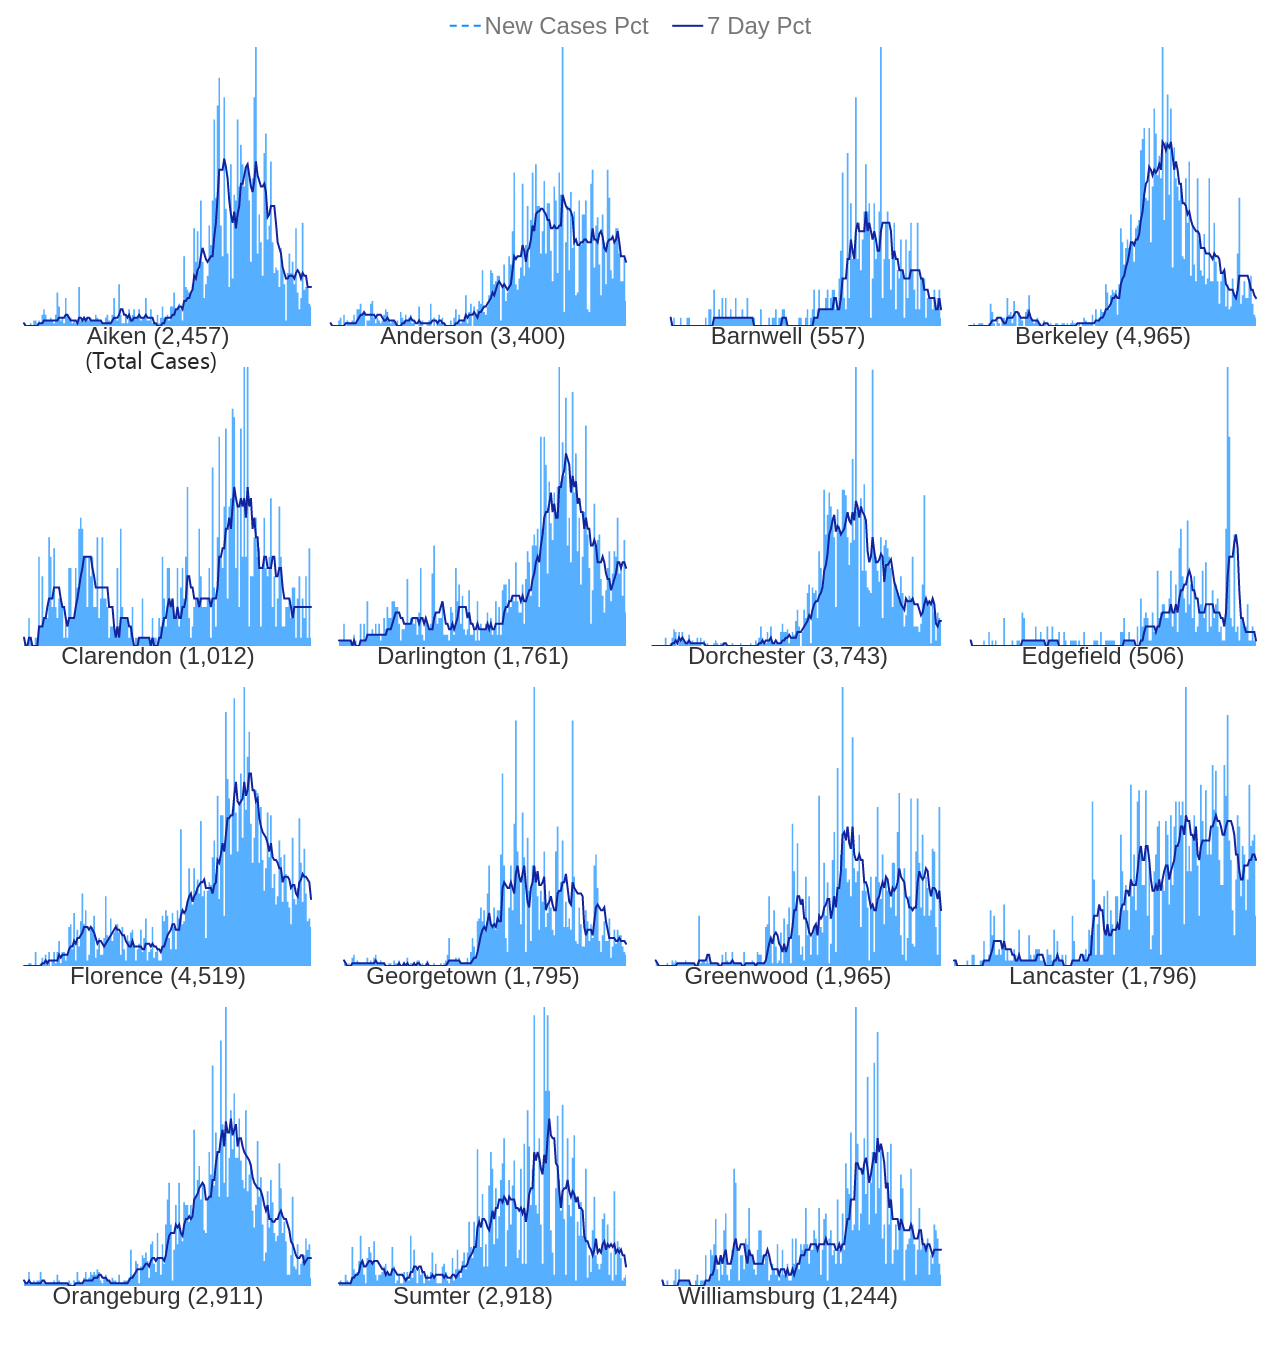 New Cases Pct 7 Day Pct
Aiken (2,457) Anderson (3,400) Barnwell (557) Berkeley (4,965)
(Total Cases)
Clarendon (1,012) Darlington (1,761) Dorchester (3,743) Edgefield (506)
Florence (4,519) Georgetown (1,795) Greenwood (1,965) Lancaster (1,796)
Orangeburg (2,911) Sumter (2,918) Williamsburg (1,244)